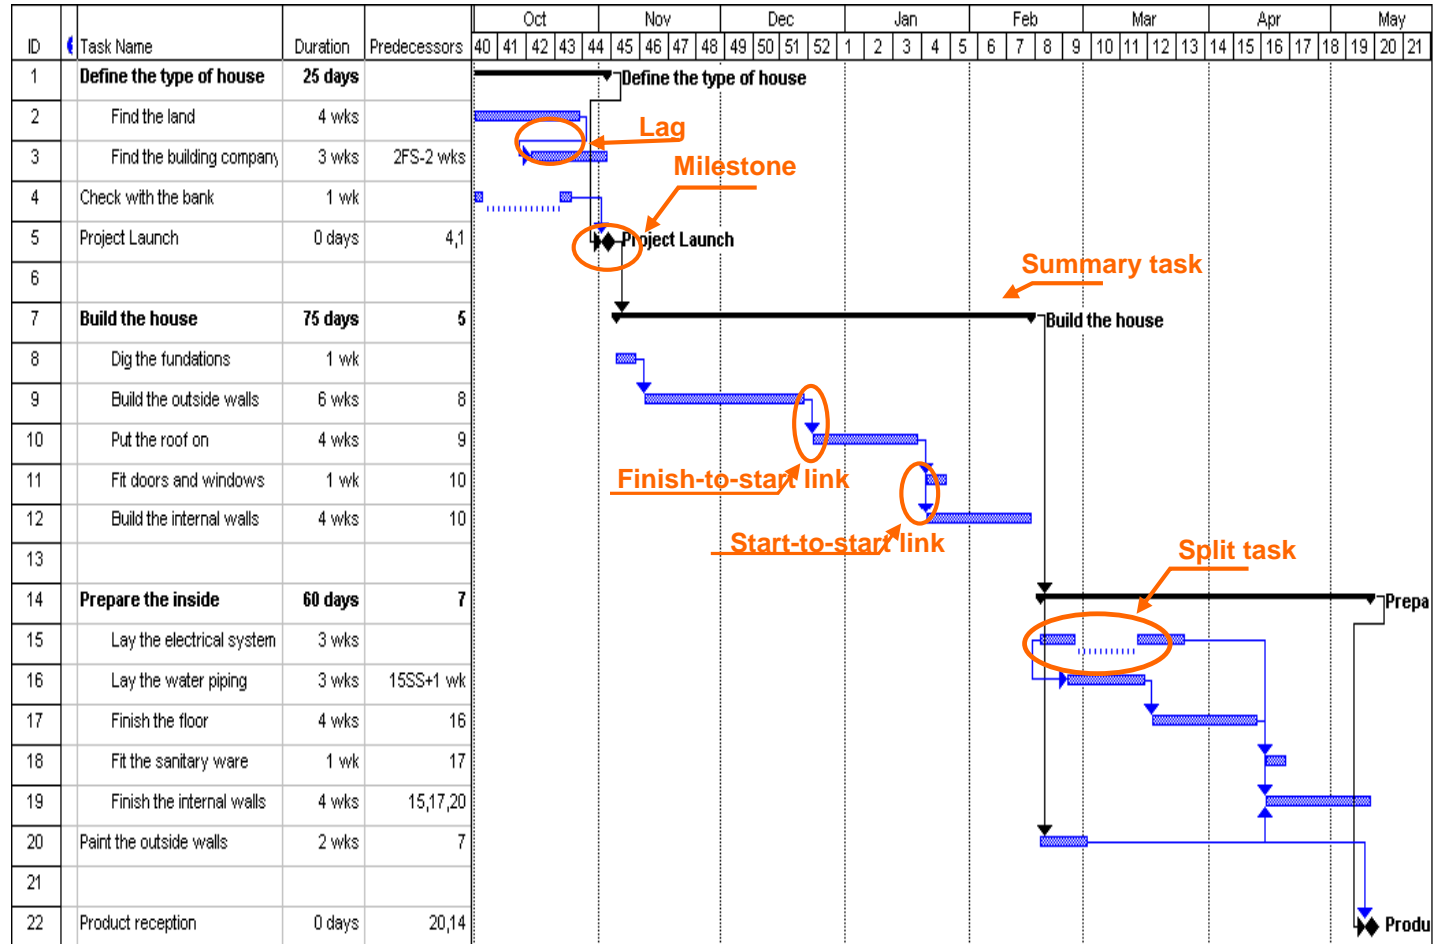 Oct Nov Dec Jan Feb Mar Apr May
ID Task Name Duration Predecessors 40 41 42 43 44 45 46 47 48 49 50 51 52 1 2 3 4 5 6 7 8 9 10 11 12 13 14 15 16 17 18 19 20 21
1 Define the type of house 25 days Define the type of house
2 Find the land 4 wks
Lag
3 Find the building company 3 wks 2FS-2 wks
Milestone
4 Check with the bank 1 wk
5 Project Launch 0 days 4,1 Project Launch
6
Summary task
7 Build the house 75 days 5 Build the house
8 Dig the fundations 1 wk
9 Build the outside walls 6 wks 8
10 Put the roof on 4 wks 9
11 Fit doors and windows 1 wk 10 Finish-to-start link
12 Build the internal walls 4 wks 10
Start-to-start link
13 Split task
14 Prepare the inside 60 days 7 Prepa
15 Lay the electrical system 3 wks
16 Lay the water piping 3 wks 15SS+1 wk
17 Finish the floor 4 wks 16
18 Fit the sanitary ware 1 wk 17
19 Finish the internal walls 4 wks 15,17,20
20 Paint the outside walls 2 wks 7
21
22 Product reception 0 days 20,14 Produ